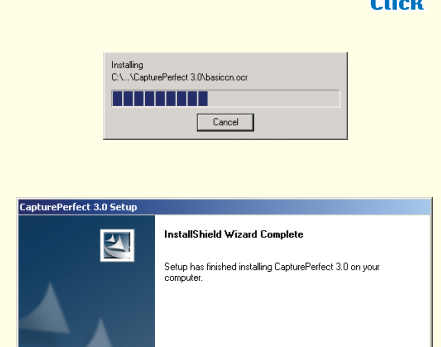 Click
Installing
C:\...\CapturePerfect 3.0\basiccn.ocr
Cancel
CapturePerfect 3.0 Setup
InstallShield Wizard Complete
Setup has finished installing CapturePerfect 3.0 on your
computer.